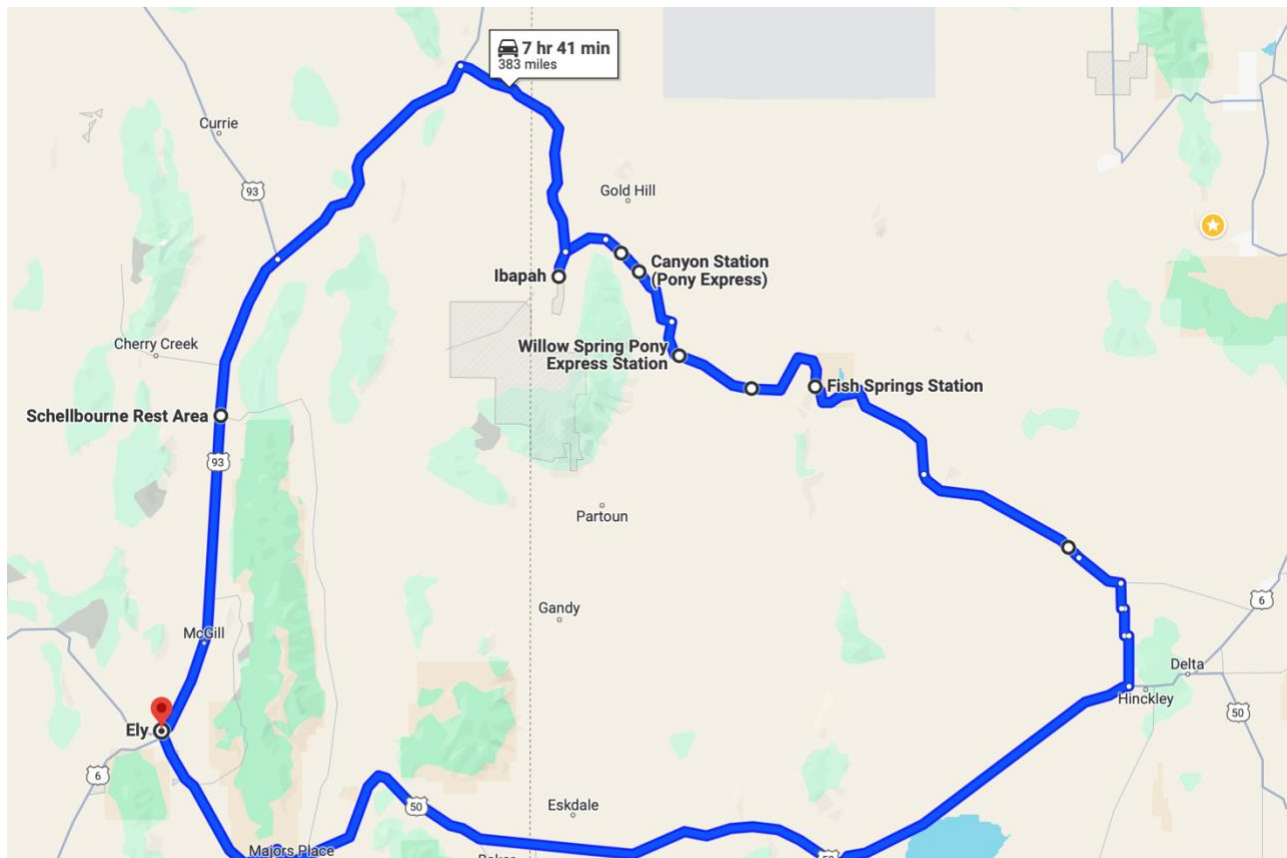 7 hr 41 min
383 miles
Currie
93
Gold Hill
Ibapah
Canyon Station
(Pony Express)
Cherry Creek
Willow Spring Pony
Express Station
Fish Springs Station
Schellbourne Rest Area
93
Partoun
Gandy
6
McGill
Delta
Hinckley
50
Ely
6
50
Eskdale
Majors Place